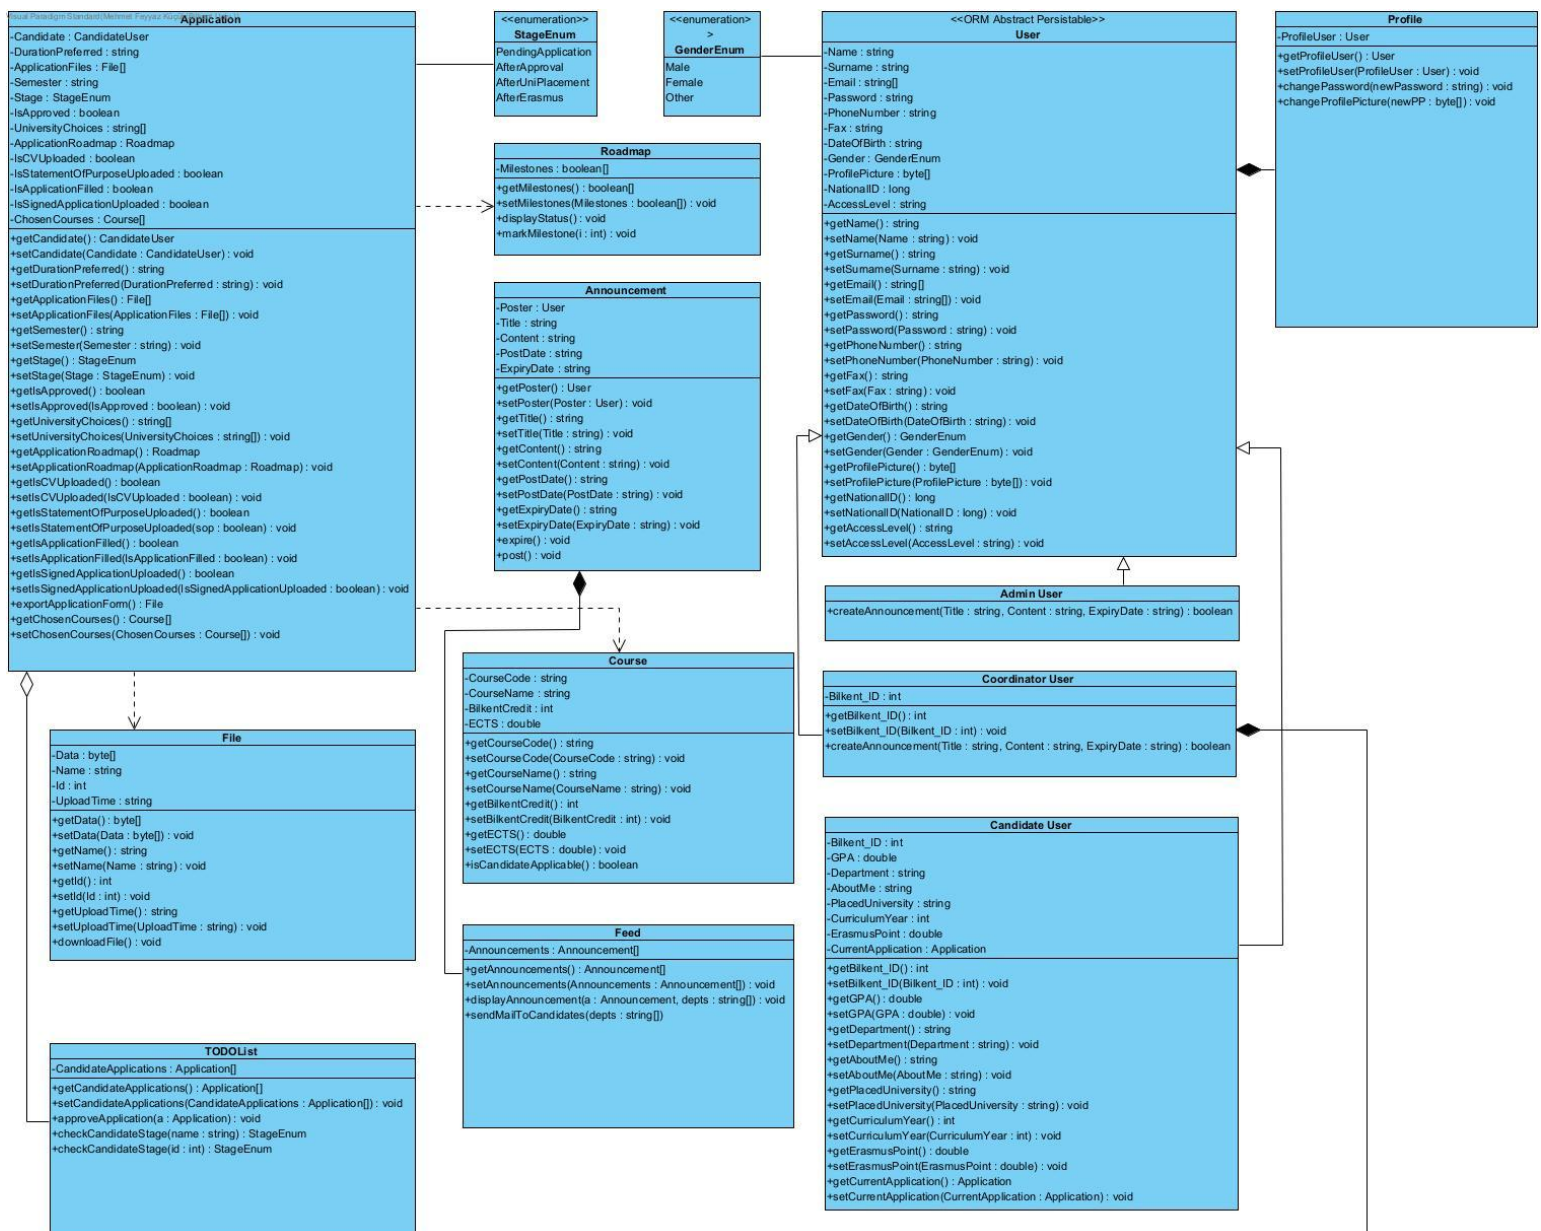 Visual Paradigm Standard(Mehmet Feyyaz
Application
-Candidate : CandidateUser
-DurationPreferred : string
-ApplicationFiles : File[]
-Semester : string
-Stage : StageEnum
-IsApproved : boolean
-UniversityChoices : string[]
-ApplicationRoadmap : Roadmap
-IsCVUploaded : boolean
-IsStatementOfPurposeUploaded : boolean
-IsApplicationFilled : boolean
-IsSignedApplicationUploaded : boolean
-ChosenCourses : Course[]
+getCandidate() : CandidateUser
+setCandidate(Candidate : CandidateUser) : void
+getDurationPreferred() : string
+setDurationPreferred(DurationPreferred : string) : void
+getApplicationFiles() : File[]
+setApplicationFiles(ApplicationFiles : File[]) : void
+getSemester() : string
+setSemester(Semester : string) : void
+getStage() : StageEnum
+setStage(Stage : StageEnum) : void
+getIsApproved() : boolean
+setIsApproved(IsApproved : boolean) : void
+getUniversityChoices() : string[]
+setUniversityChoices(UniversityChoices : string[]) : void
+getApplicationRoadmap() : Roadmap
+setApplicationRoadmap(ApplicationRoadmap : Roadmap) : void
+getIsCVUploaded() : boolean
+setIsCVUploaded(IsCVUploaded : boolean) : void
+getIsStatementOfPurposeUploaded() : boolean
+setIsStatementOfPurposeUploaded(sop : boolean) : void
+getIsApplicationFilled() : boolean
+setIsApplicationFilled(IsApplicationFilled : boolean) : void
+getIsSignedApplicationUploaded() : boolean
+setIsSignedApplicationUploaded(IsSignedApplicationUploaded : boolean) : void
+exportApplicationForm() : File
+getChosenCourses() : Course[]
+setChosenCourses(ChosenCourses : Course[]) : void
<<enumeration>>
StageEnum
PendingApplication
AfterApproval
AfterUniPlacement
AfterErasmus
<<enumeration>
>
GenderEnum
Male
Female
Other
<<ORM Abstract Persistable>>
User
-Name : string
-Surname : string
-Email : string[]
-Password : string
-PhoneNumber : string
-Fax : string
-DateOfBirth : string
-Gender : GenderEnum
-ProfilePicture : byte[]
-NationalID : long
-AccessLevel : string
+getName() : string
+setName(Name : string) : void
+getSurname() : string
+setSurname(Surname : string) : void
+getEmail() : string[]
+setEmail(Email : string[]) : void
+getPassword() : string
+setPassword(Password : string) : void
+getPhoneNumber() : string
+setPhoneNumber(PhoneNumber : string) : void
+getFax() : string
+setFax(Fax : string) : void
+getDateOfBirth() : string
+setDateOfBirth(DateOfBirth : string) : void
+getGender() : GenderEnum
+setGender(Gender : GenderEnum) : void
+getProfilePicture() : byte[]
+setProfilePicture(ProfilePicture : byte[]) : void
+getNationalID() : long
+setNationalID(NationalID : long) : void
+getAccessLevel() : string
+setAccessLevel(AccessLevel : string) : void
Profile
-ProfileUser : User
+getProfileUser() : User
+setProfileUser(ProfileUser : User) : void
+changePassword(newPassword : string) : void
+changeProfilePicture(newPP : byte[]) : void
Roadmap
-Milestones : boolean[]
+getMilestones() : boolean[]
+setMilestones(Milestones : boolean[]) : void
+displayStatus() : void
+markMilestone(i : int) : void
Announcement
-Poster : User
-Title : string
-Content : string
-PostDate : string
-ExpiryDate : string
+getPoster() : User
+setPoster(Poster : User) : void
+getTitle() : string
+setTitle(Title : string) : void
+getContent() : string
+setContent(Content : string) : void
+getPostDate() : string
+setPostDate(PostDate : string) : void
+getExpiryDate() : string
+setExpiryDate(ExpiryDate : string) : void
+expire() : void
+post() : void
Admin User
+createAnnouncement(Title : string, Content : string, ExpiryDate : string) : boolean
Course
-CourseCode : string
-CourseName : string
-BilkentCredit : int
-ECTS : double
+getCourseCode() : string
+setCourseCode(CourseCode : string) : void
+getCourseName() : string
+setCourseName(CourseName : string) : void
+getBilkentCredit() : int
+setBilkentCredit(BilkentCredit : int) : void
+getECTS() : double
+setECTS(ECTS : double) : void
+isCandidateApplicable() : boolean
Coordinator User
-Bilkent_ID : int
+getBilkent_ID() : int
+setBilkent_ID(Bilkent_ID : int) : void
+createAnnouncement(Title : string, Content : string, ExpiryDate : string) : boolean
File
-Data : byte[]
-Name : string
-Id : int
-UploadTime : string
+getData() : byte[]
+setData(Data : byte[]) : void
+getName() : string
+setName(Name : string) : void
+getId() : int
+setId(Id : int) : void
+getUploadTime() : string
+setUploadTime(UploadTime : string) : void
+downloadFile() : void
Candidate User
-Bilkent_ID : int
-GPA : double
-Department : string
-AboutMe : string
-PlacedUniversity : string
-CurriculumYear : int
-ErasmusPoint : double
-CurrentApplication : Application
+getBilkent_ID() : int
+setBilkent_ID(Bilkent_ID : int) : void
+getGPA() : double
+setGPA(GPA : double) : void
+getDepartment() : string
+setDepartment(Department : string) : void
+getAboutMe() : string
+setAboutMe(AboutMe : string) : void
+getPlacedUniversity() : string
+setPlacedUniversity(PlacedUniversity : string) : void
+getCurriculumYear() : int
+setCurriculumYear(CurriculumYear : int) : void
+getErasmusPoint() : double
+setErasmusPoint(ErasmusPoint : double) : void
+getCurrentApplication() : Application
+setCurrentApplication(CurrentApplication : Application) : void
Feed
-Announcements : Announcement[]
+getAnnouncements() : Announcement[]
+setAnnouncements(Announcements : Announcement[]) : void
+displayAnnouncement(a : Announcement, depts : string[]) : void
+sendMailToCandidates(depts : string[])
TODOList
-CandidateApplications : Application[]
+getCandidateApplications() : Application[]
+setCandidateApplications(CandidateApplications : Application[]) : void
+approveApplication(a : Application) : void
+checkCandidateStage(name : string) : StageEnum
+checkCandidateStage(id : int) : StageEnum